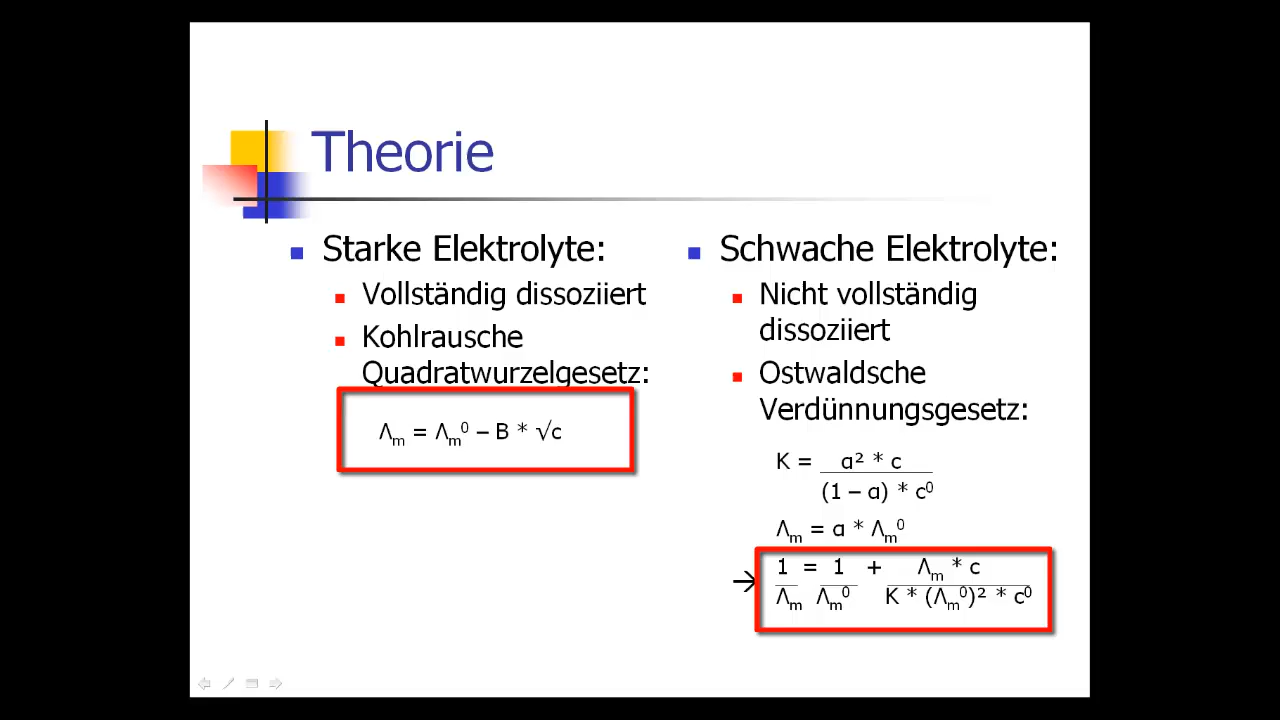 Theorie
Starke Elektrolyte:
Vollständig dissoziiert
Kohlrausche
Quadratwurzelgesetz:
Λm = Λm⁰ – B * √c
Schwache Elektrolyte:
Nicht vollständig
dissoziiert
Ostwaldsche
Verdünnungsgesetz:
K = α² * c
(1 – α) * c⁰
Λm = α * Λm⁰
→ 1 = 1 + Λm * c
Λm Λm⁰ K * (Λm⁰)² * c⁰